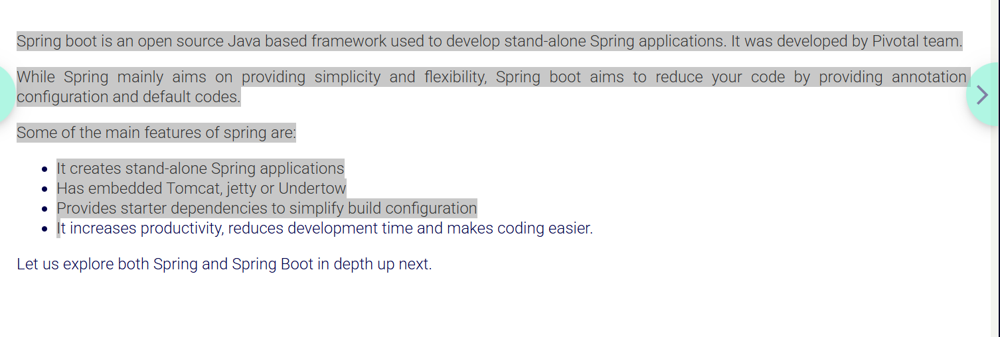 Spring boot is an open source Java based framework used to develop stand-alone Spring applications. It was developed by Pivotal team.
While Spring mainly aims on providing simplicity and flexibility, Spring boot aims to reduce your code by providing annotation
configuration and default codes.
Some of the main features of spring are:
It creates stand-alone Spring applications
Has embedded Tomcat, jetty or Undertow
Provides starter dependencies to simplify build configuration
It increases productivity, reduces development time and makes coding easier.
Let us explore both Spring and Spring Boot in depth up next.